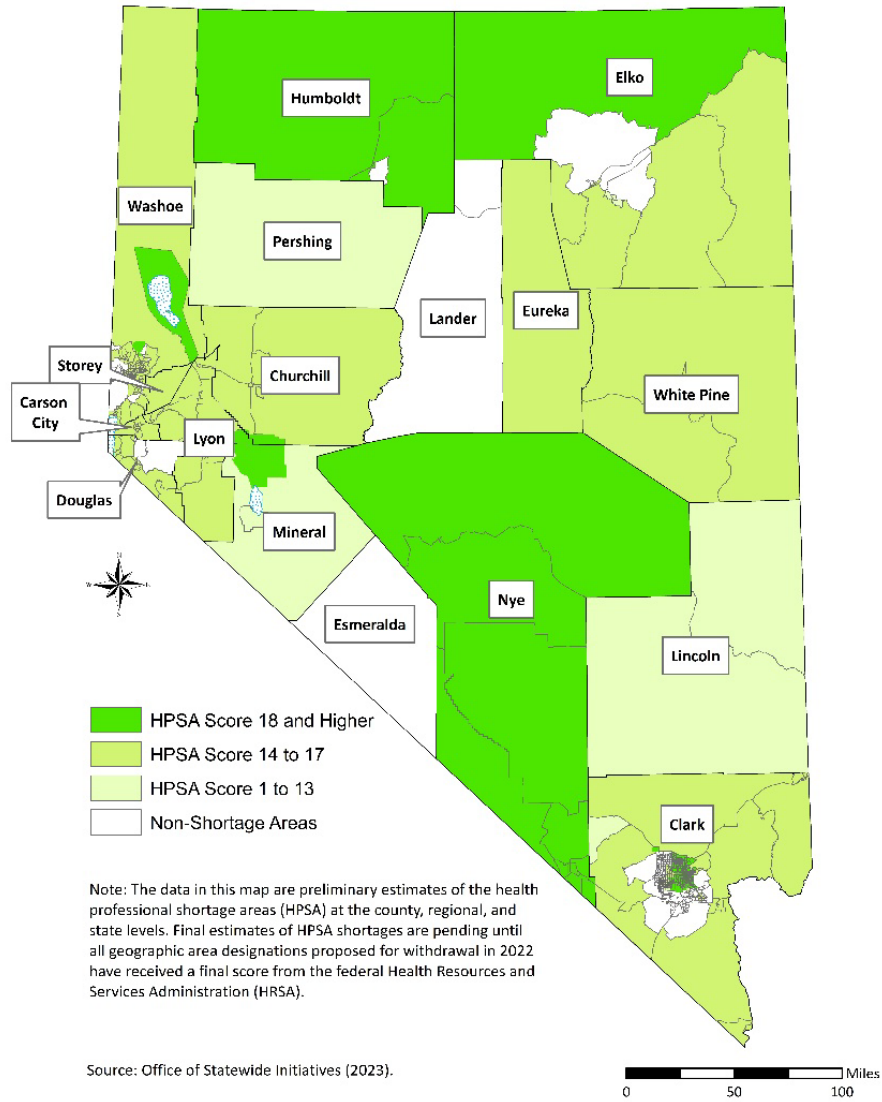 Humboldt
Elko
Washoe
Pershing
Lander
Eureka
Storey
Churchill
White Pine
Carson
City
Lyon
Douglas
Mineral
N
W
E
S
Esmeralda
Nye
Lincoln
HPSA Score 18 and Higher
HPSA Score 14 to 17
HPSA Score 1 to 13
Non-Shortage Areas
Clark
Note: The data in this map are preliminary estimates of the health
professional shortage areas (HPSA) at the county, regional, and
state levels. Final estimates of HPSA shortages are pending until
all geographic area designations proposed for withdrawal in 2022
have received a final score from the federal Health Resources and
Services Administration (HRSA).
Source: Office of Statewide Initiatives (2023).
Miles
0 50 100